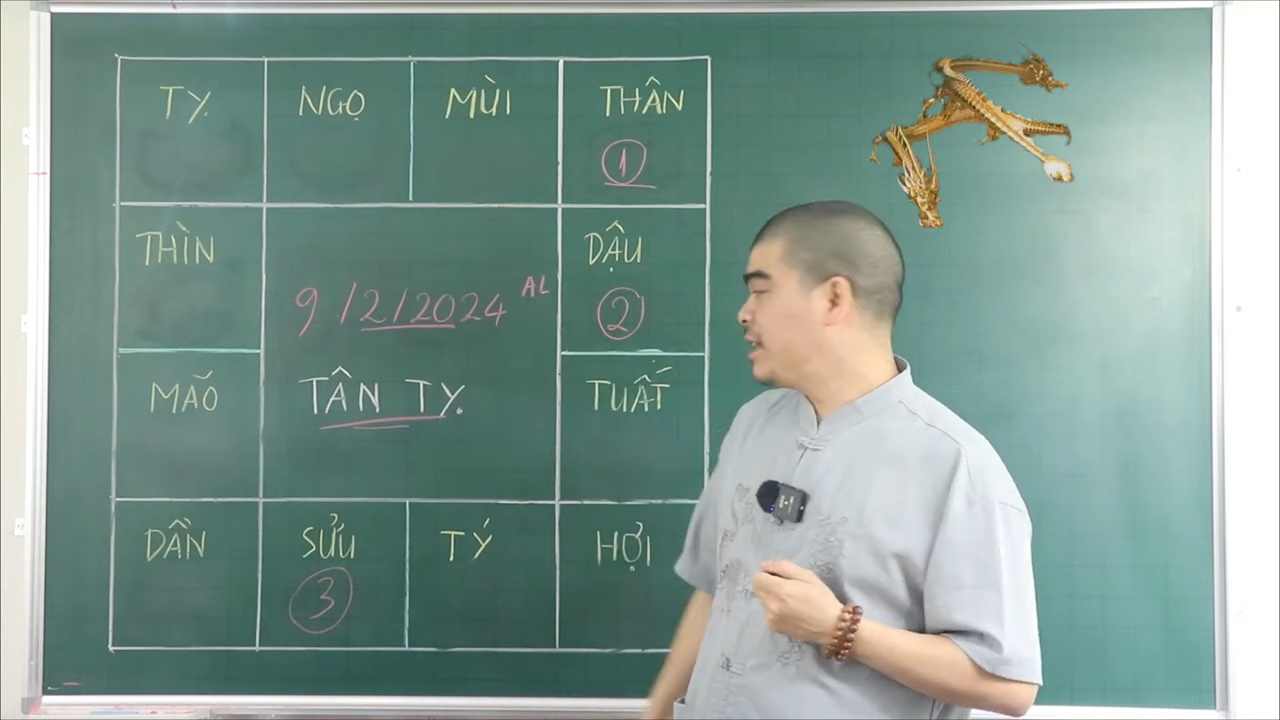 TỴ NGỌ MÙI THÂN
1
THÌN DẬU
9/2/2024 AL
2
MÃO TÂN TỴ TUẤT
DẦN SỬU TÝ HỢI
3